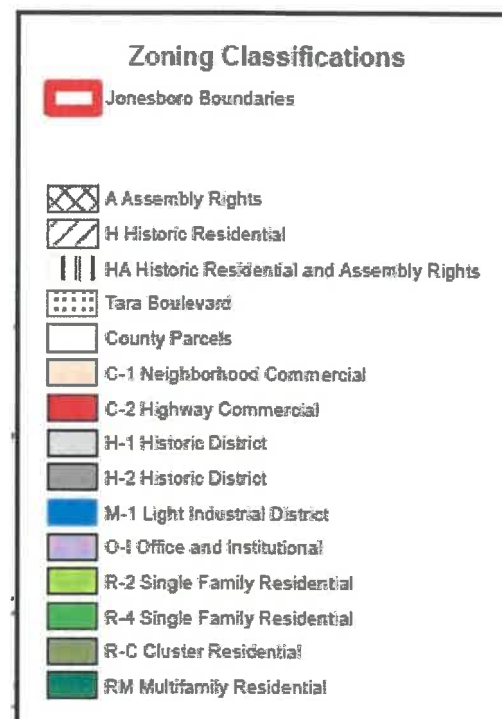 Zoning Classifications
Jonesboro Boundaries
A Assembly Rights
H Historic Residential
HA Historic Residential and Assembly Rights
Tara Boulevard
County Parcels
C-1 Neighborhood Commercial
C-2 Highway Commercial
H-1 Historic District
H-2 Historic District
M-1 Light Industrial District
O-I Office and Institutional
R-2 Single Family Residential
R-4 Single Family Residential
R-C Cluster Residential
RM Multifamily Residential